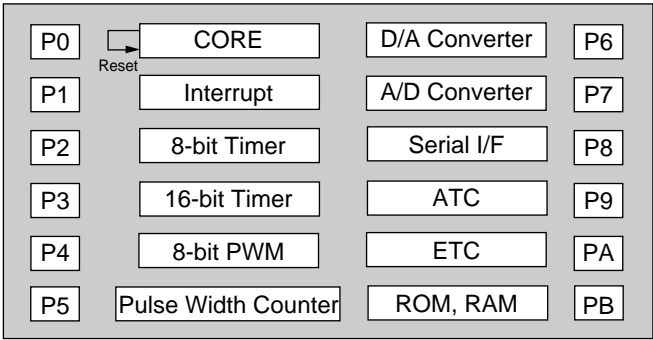 P0 CORE D/A Converter P6
Reset
P1 Interrupt A/D Converter P7
P2 8-bit Timer Serial I/F P8
P3 16-bit Timer ATC P9
P4 8-bit PWM ETC PA
P5 Pulse Width Counter ROM, RAM PB